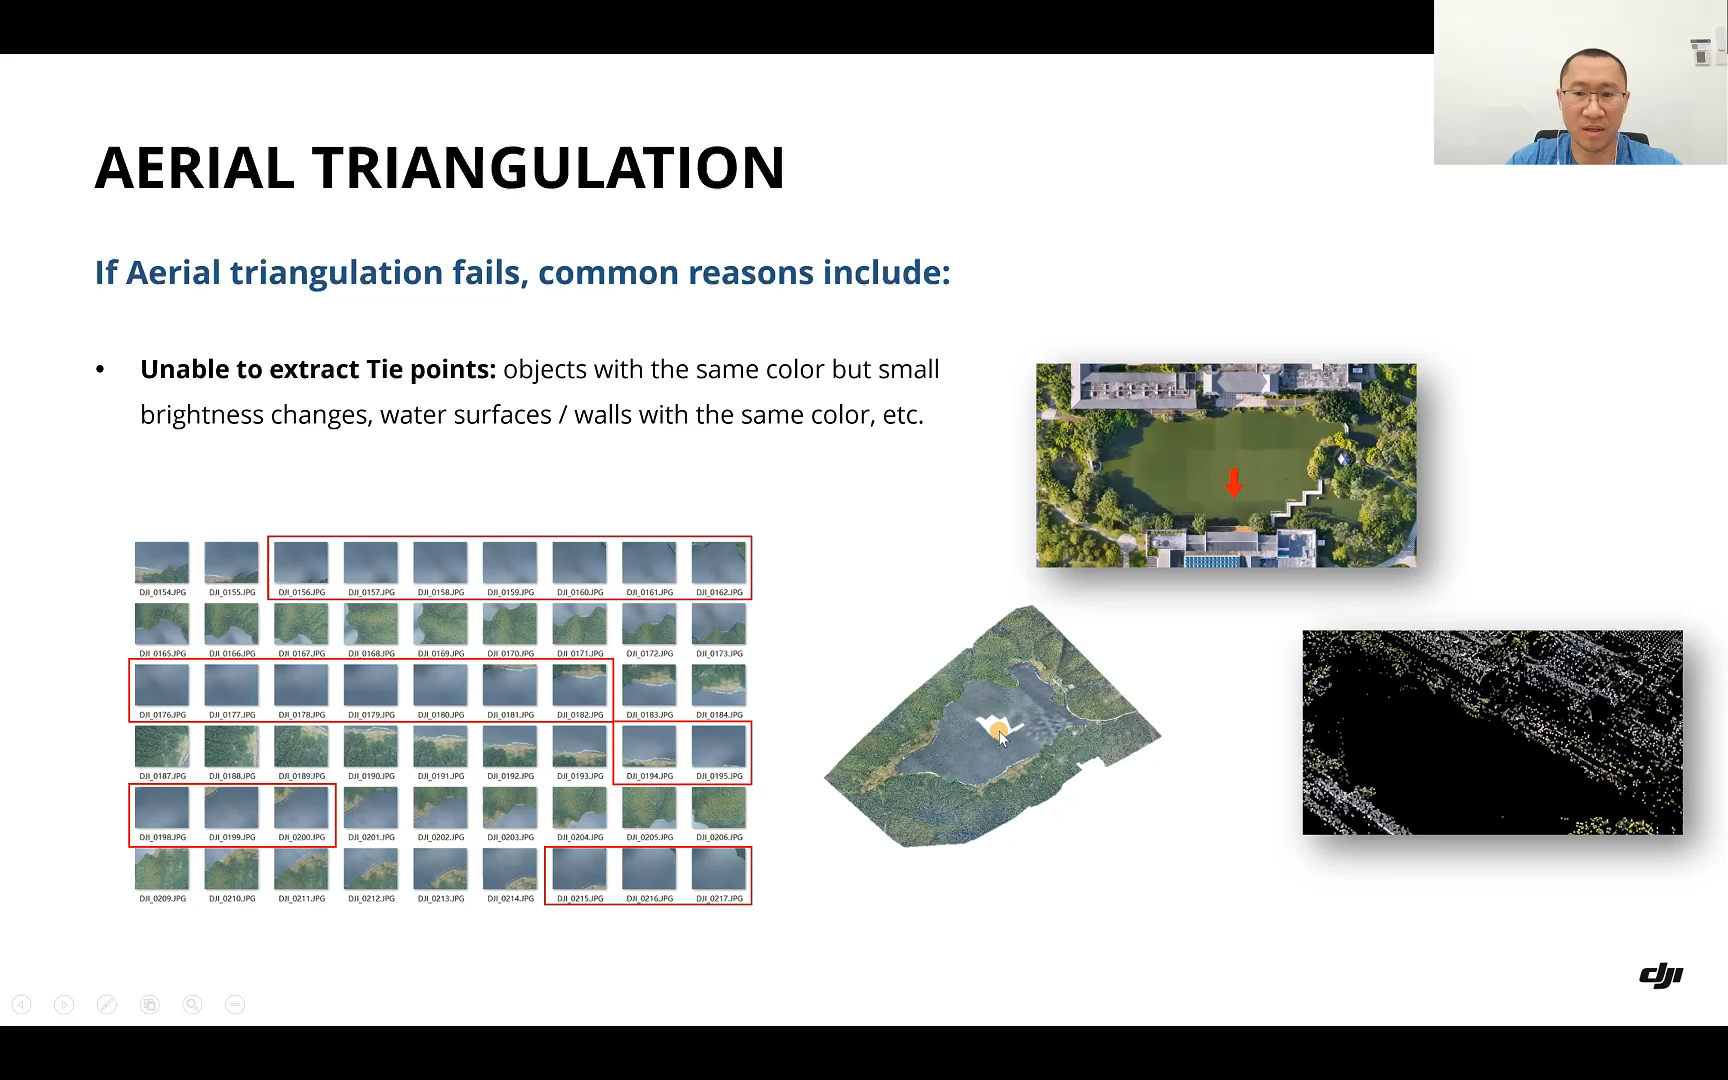 AERIAL TRIANGULATION
If Aerial triangulation fails, common reasons include:
• Unable to extract Tie points: objects with the same color but small
brightness changes, water surfaces / walls with the same color, etc.
DJI_0154.JPG DJI_0155.JPG DJI_0156.JPG DJI_0157.JPG DJI_0158.JPG DJI_0159.JPG DJI_0160.JPG DJI_0161.JPG DJI_0162.JPG
DJI_0165.JPG DJI_0166.JPG DJI_0167.JPG DJI_0168.JPG DJI_0169.JPG DJI_0170.JPG DJI_0171.JPG DJI_0172.JPG DJI_0173.JPG
DJI_0176.JPG DJI_0177.JPG DJI_0178.JPG DJI_0179.JPG DJI_0180.JPG DJI_0181.JPG DJI_0182.JPG DJI_0183.JPG DJI_0184.JPG
DJI_0187.JPG DJI_0188.JPG DJI_0189.JPG DJI_0190.JPG DJI_0191.JPG DJI_0192.JPG DJI_0193.JPG DJI_0194.JPG DJI_0195.JPG
DJI_0198.JPG DJI_0199.JPG DJI_0200.JPG DJI_0201.JPG DJI_0202.JPG DJI_0203.JPG DJI_0204.JPG DJI_0205.JPG DJI_0206.JPG
DJI_0209.JPG DJI_0210.JPG DJI_0211.JPG DJI_0212.JPG DJI_0213.JPG DJI_0214.JPG DJI_0215.JPG DJI_0216.JPG DJI_0217.JPG
dji